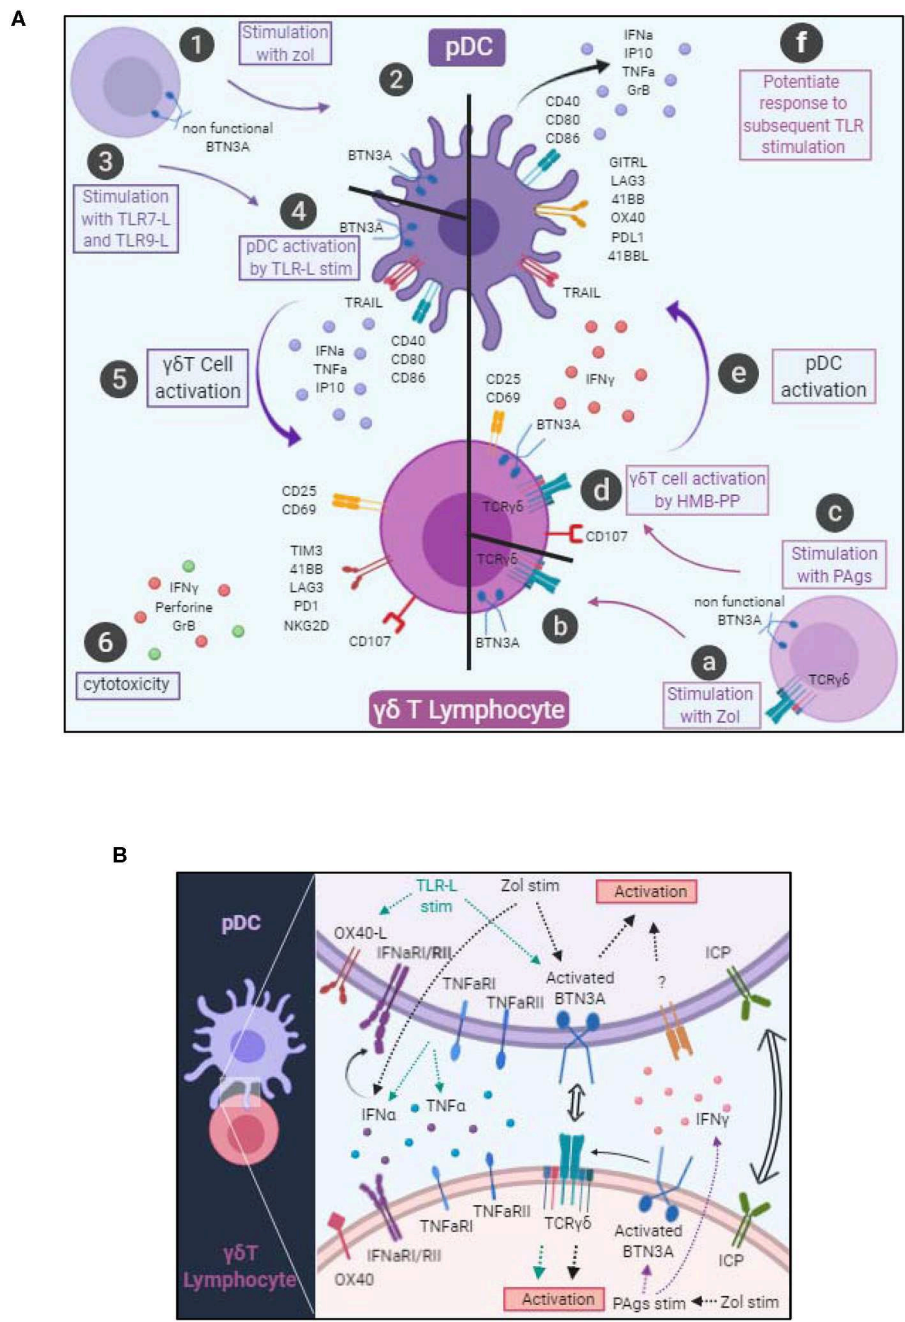 A
1
Stimulation
with zol
pDC
2
non functional
BTN3A
3
Stimulation
with TLR7-L
and TLR9-L
4
pDC activation
by TLR-L stim
BTN3A
BTN3A
TRAIL
IFNa
TNFa
IP10
CD40
CD80
CD86
5
γδT Cell
activation
CD25
CD69
TIM3
41BB
LAG3
PD1
NKG2D
CD107
IFNγ
Perforine
GrB
6
cytotoxicity
IFNa
IP10
TNFa
GrB
CD40
CD80
CD86
GITRL
LAG3
41BB
OX40
PDL1
41BBL
TRAIL
f
Potentiate
response to
subsequent TLR
stimulation
IFNγ
e
pDC
activation
CD25
CD69
BTN3A
TCRγδ
d
γδT cell activation
by HMB-PP
CD107
TCRγδ
BTN3A
b
c
Stimulation
with PAgs
non functional
BTN3A
TCRγδ
a
Stimulation
with Zol
γδ T Lymphocyte
B
pDC
γδT
Lymphocyte
TLR-L
stim
Zol stim
Activation
OX40-L
IFNaRI/RII
TNFaRI
TNFaRII
Activated
BTN3A
?
ICP
IFNα
TNFα
IFNγ
OX40
IFNaRI/RII
TNFaRI
TNFaRII
TCRγδ
Activated
BTN3A
ICP
Activation
PAgs stim
Zol stim